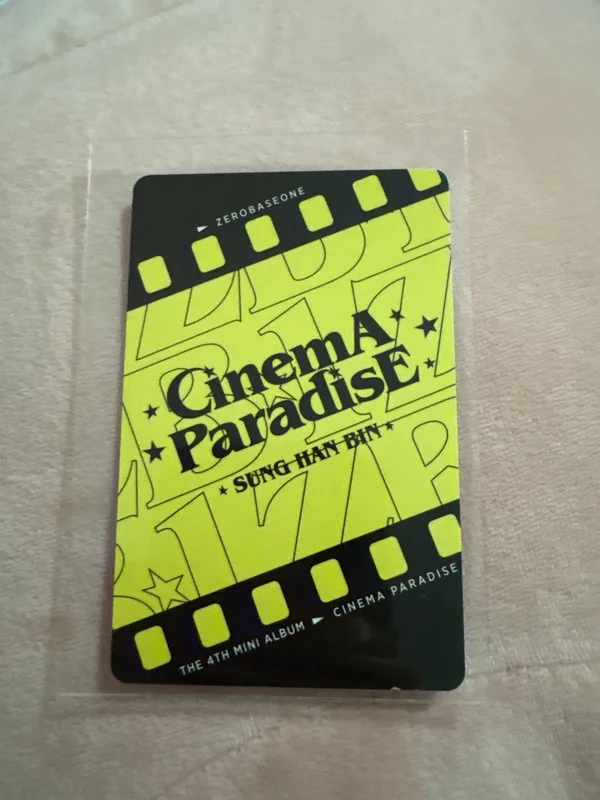 ZEROBASEONE
CinemA
ParadisE
SUNG HAN BIN
THE 4TH MINI ALBUM ▶ CINEMA PARADISE